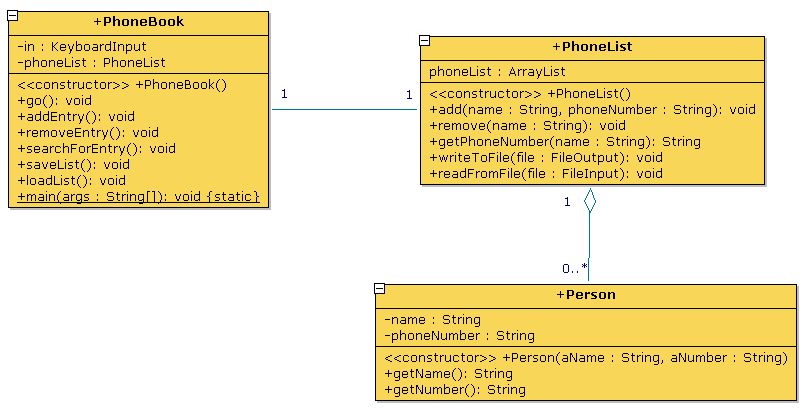 +PhoneBook
-in : KeyboardInput
-phoneList : PhoneList
<<constructor>> +PhoneBook()
+go(): void
+addEntry(): void
+removeEntry(): void
+searchForEntry(): void
+saveList(): void
+loadList(): void
+main(args : String[]): void {static}
1
1
+PhoneList
phoneList : ArrayList
<<constructor>> +PhoneList()
+add(name : String, phoneNumber : String): void
+remove(name : String): void
+getPhoneNumber(name : String): String
+writeToFile(file : FileOutput): void
+readFromFile(file : FileInput): void
1
0..*
+Person
-name : String
-phoneNumber : String
<<constructor>> +Person(aName : String, aNumber : String)
+getName(): String
+getNumber(): String